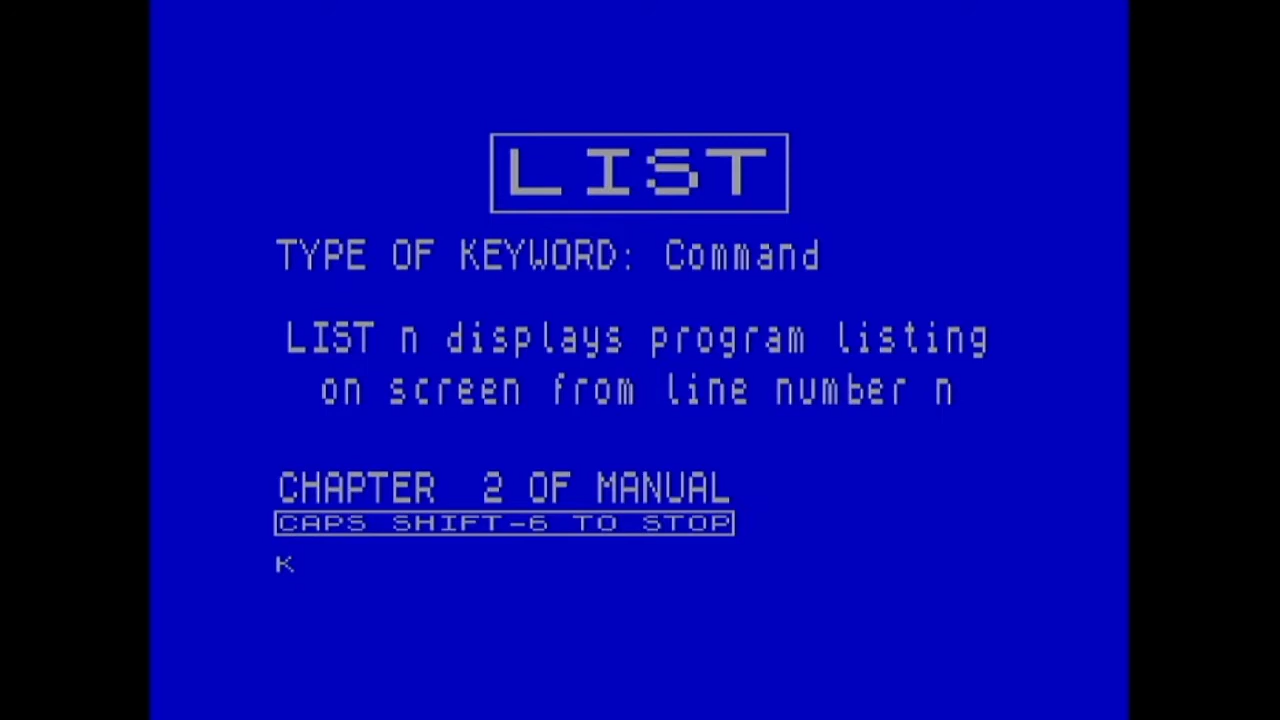 LIST
TYPE OF KEYWORD: Command
LIST n displays program listing
on screen from line number n
CHAPTER 2 OF MANUAL
CAPS SHIFT-6 TO STOP
K